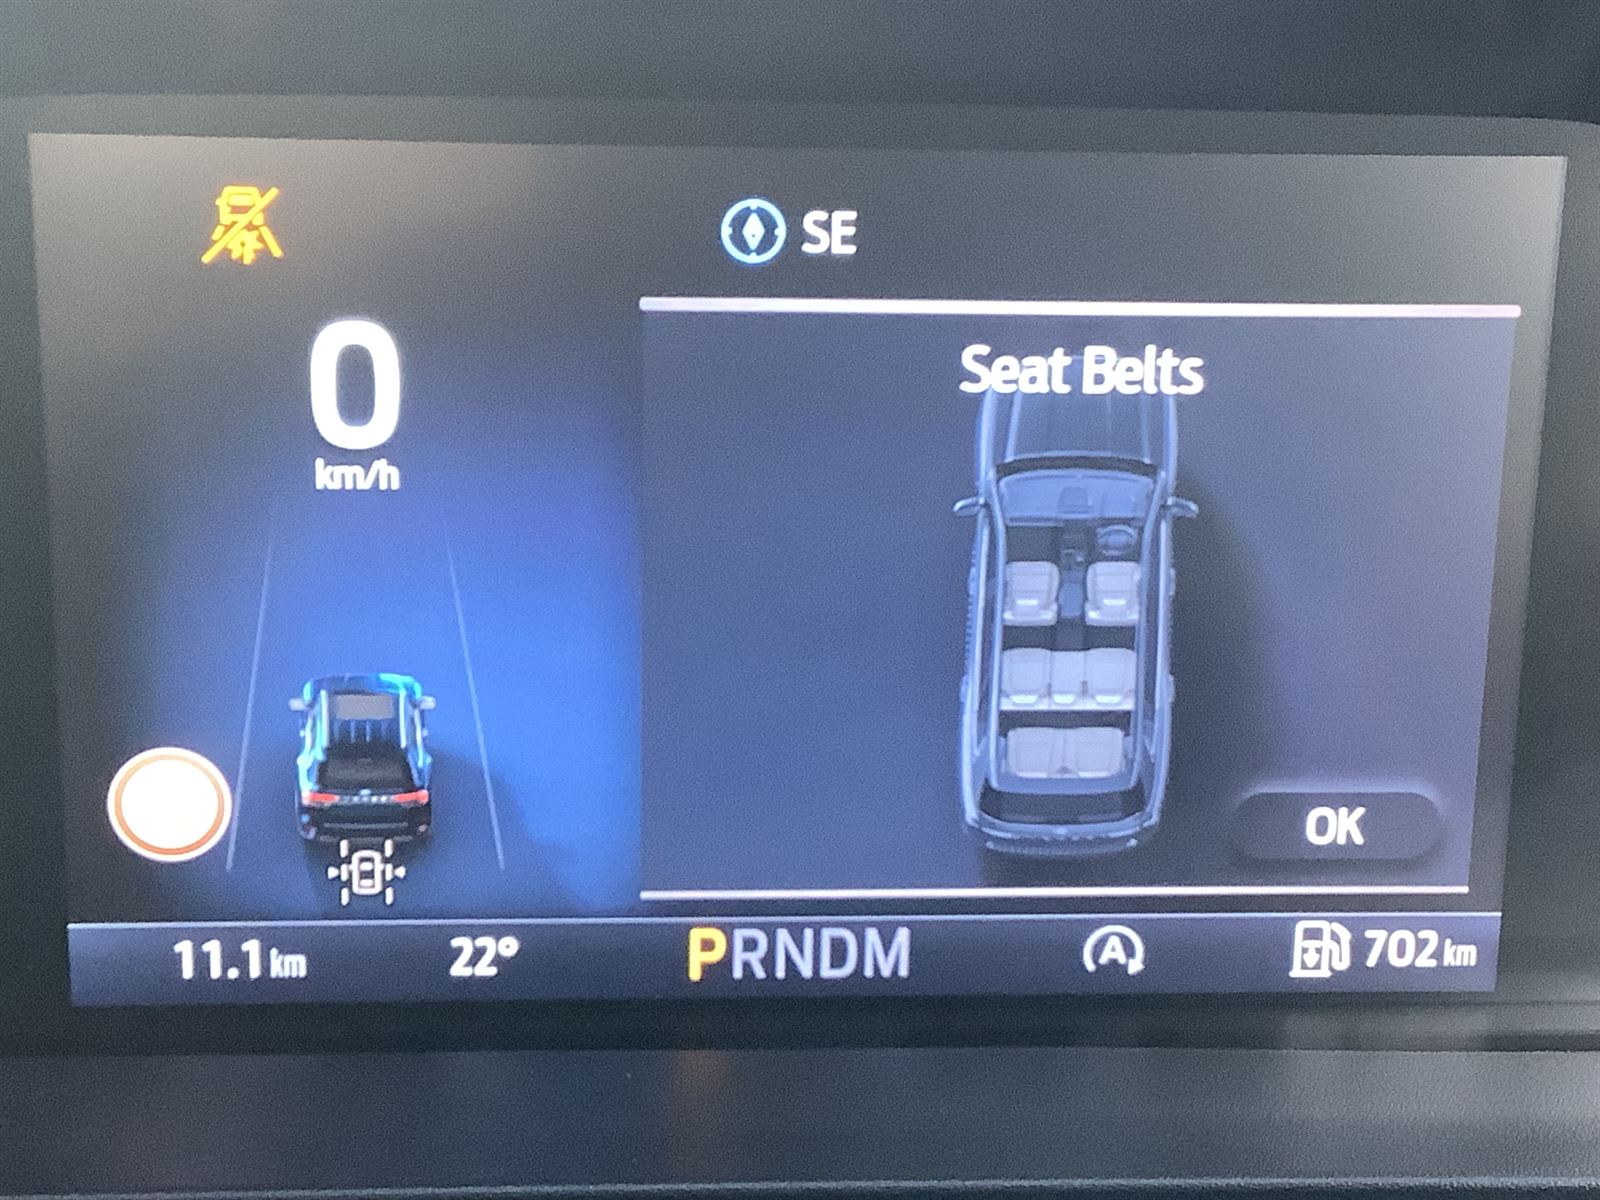 SE
0
km/h
Seat Belts
OK
11.1 km
22°
PRNDM
A
702 km